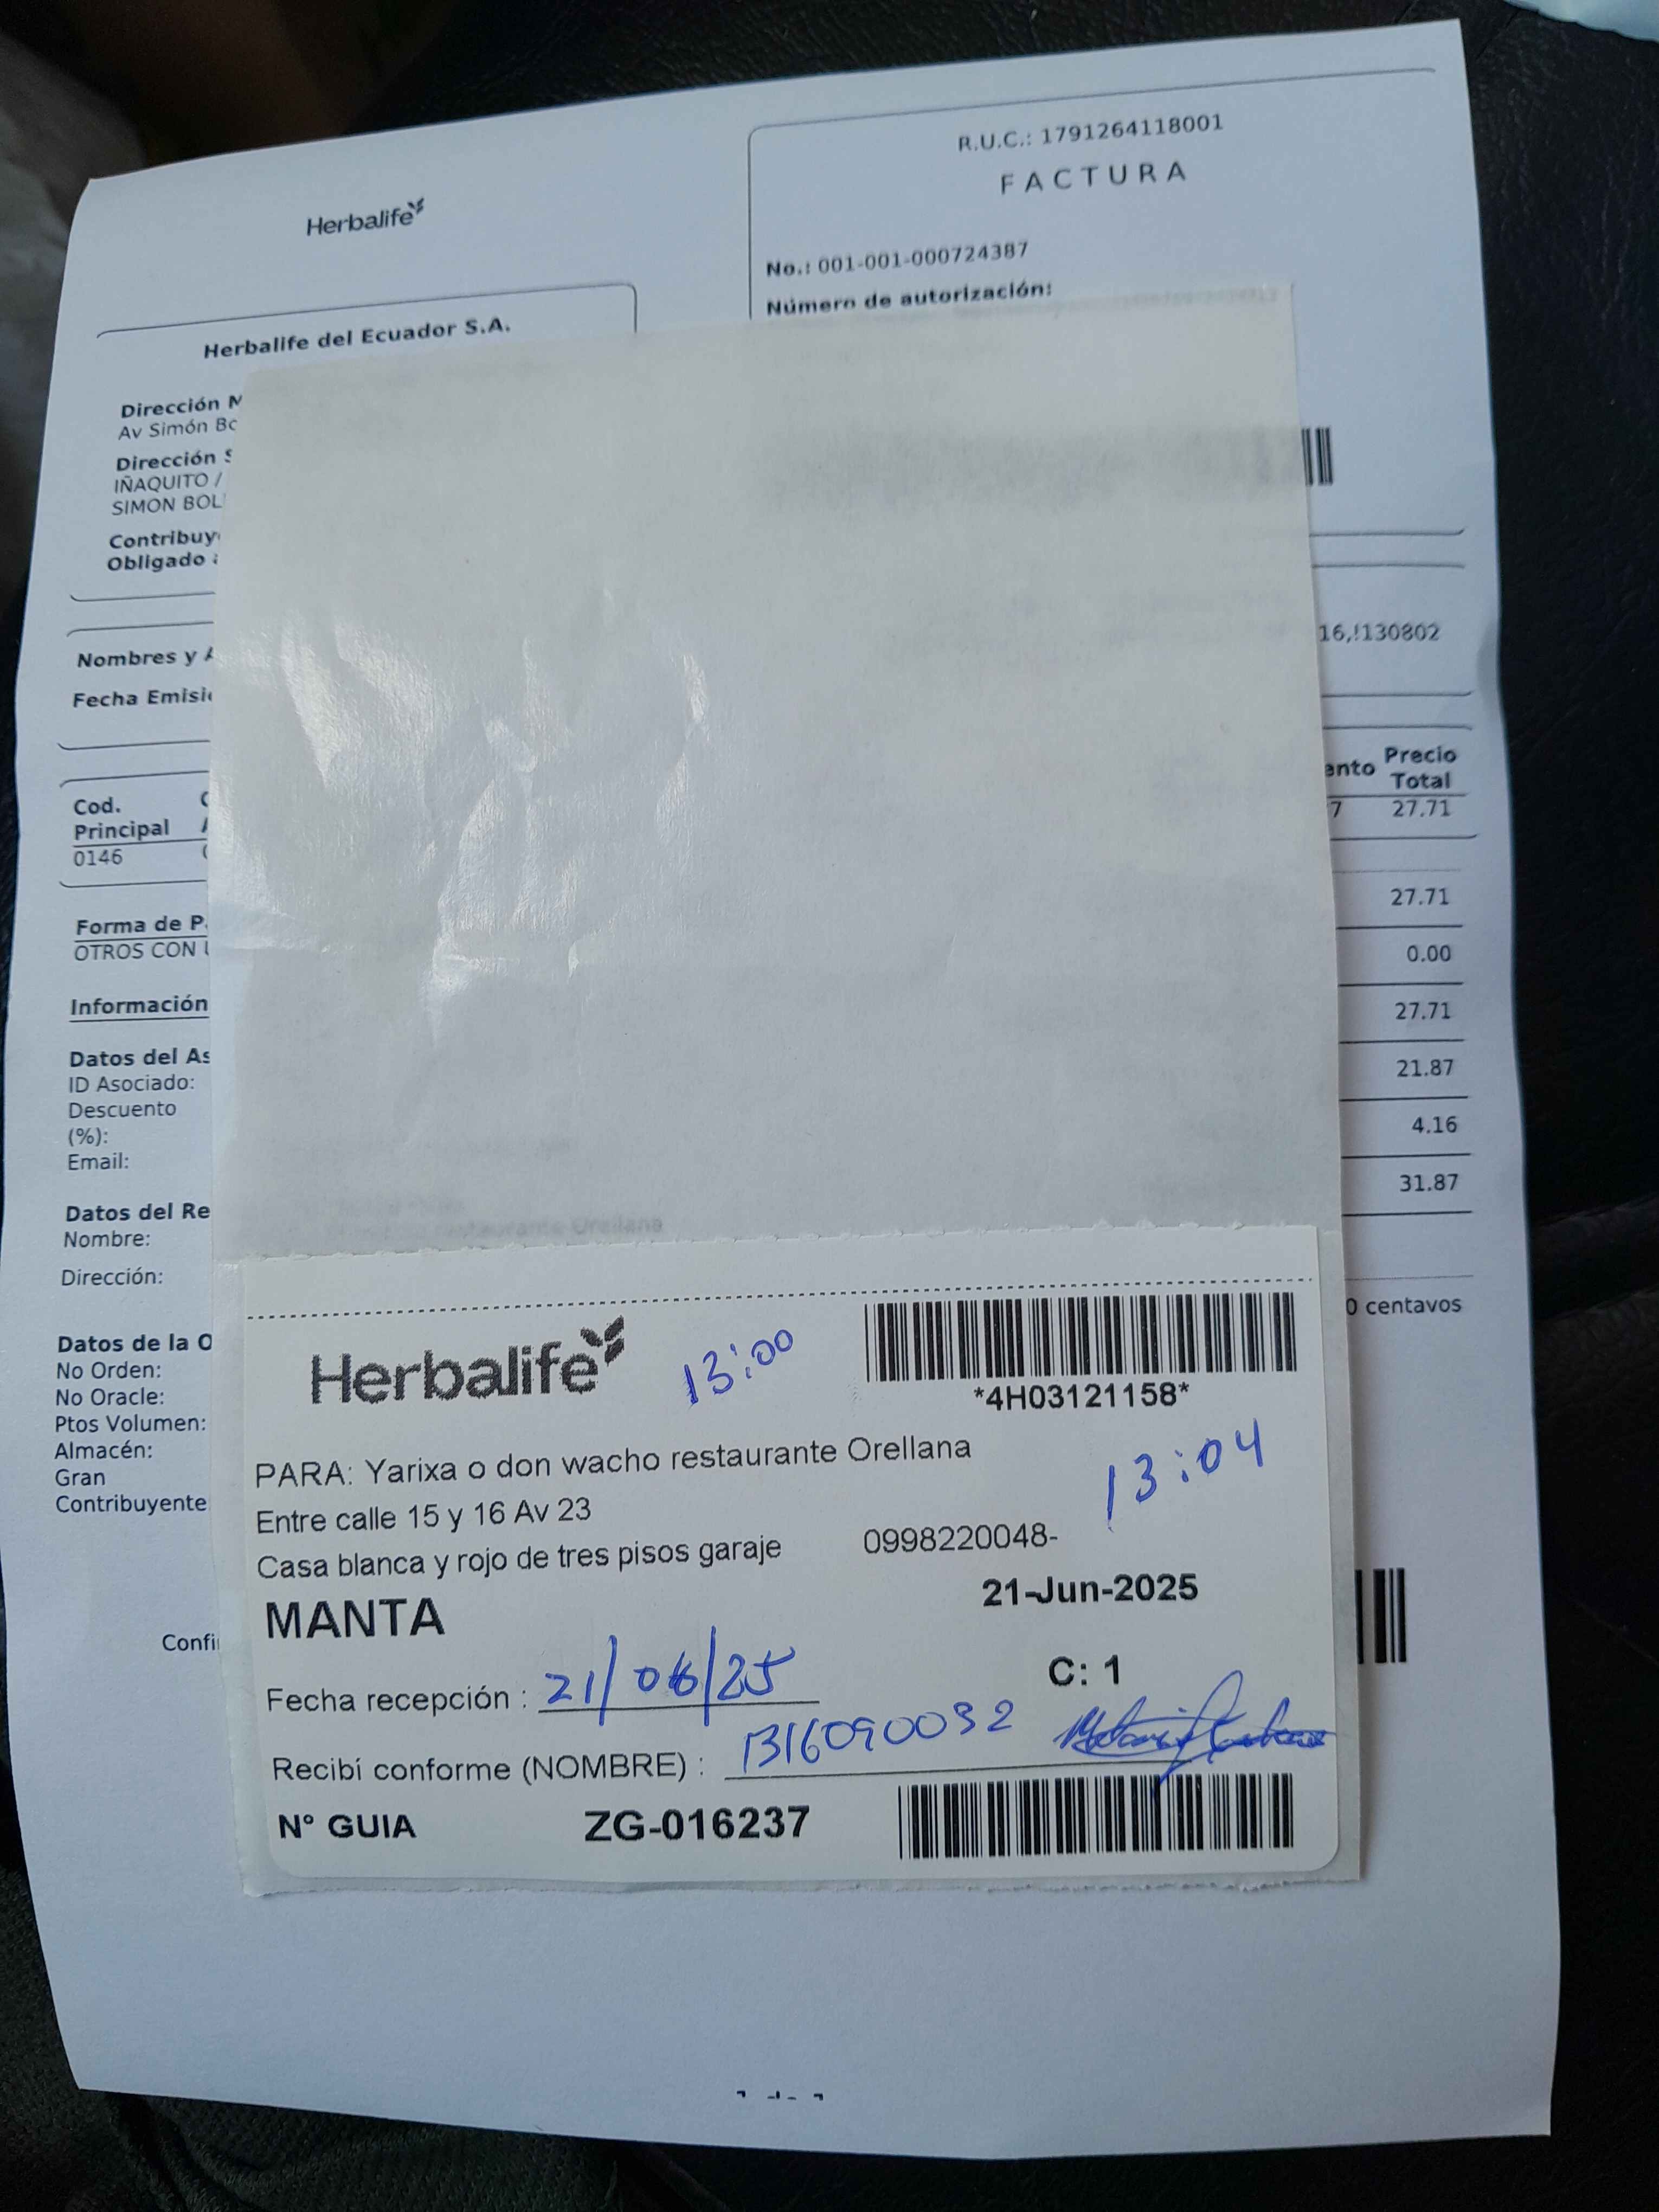 Herbalife
R.U.C.: 1791264118001
FACTURA
No.: 001-001-000724387
Número de autorización:
Herbalife del Ecuador S.A.
Dirección M
Av Simón Bo
Dirección S
IÑAQUITO /
SIMON BOL
Contribuy
Obligado a
Nombres y A
16,!130802
Fecha Emisi
Cod.
Principal
0146
ento
Precio
Total
7 27.71
27.71
0.00
27.71
21.87
4.16
31.87
0 centavos
Forma de P
OTROS CON
Información
Datos del As
ID Asociado:
Descuento
(%):
Email:
Datos del Re
Nombre:
Dirección:
Datos de la O
No Orden:
No Oracle:
Ptos Volumen:
Almacén:
Gran
Contribuyente
Confi
restaurante Orellana
Herbalife
13:00
*4H03121158*
PARA: Yarixa o don wacho restaurante Orellana
13:04
Entre calle 15 y 16 Av 23
Casa blanca y rojo de tres pisos garaje 0998220048-
MANTA
21-Jun-2025
C: 1
Fecha recepción : 21/06/25
Recibí conforme (NOMBRE) : 1316090032
N° GUIA ZG-016237